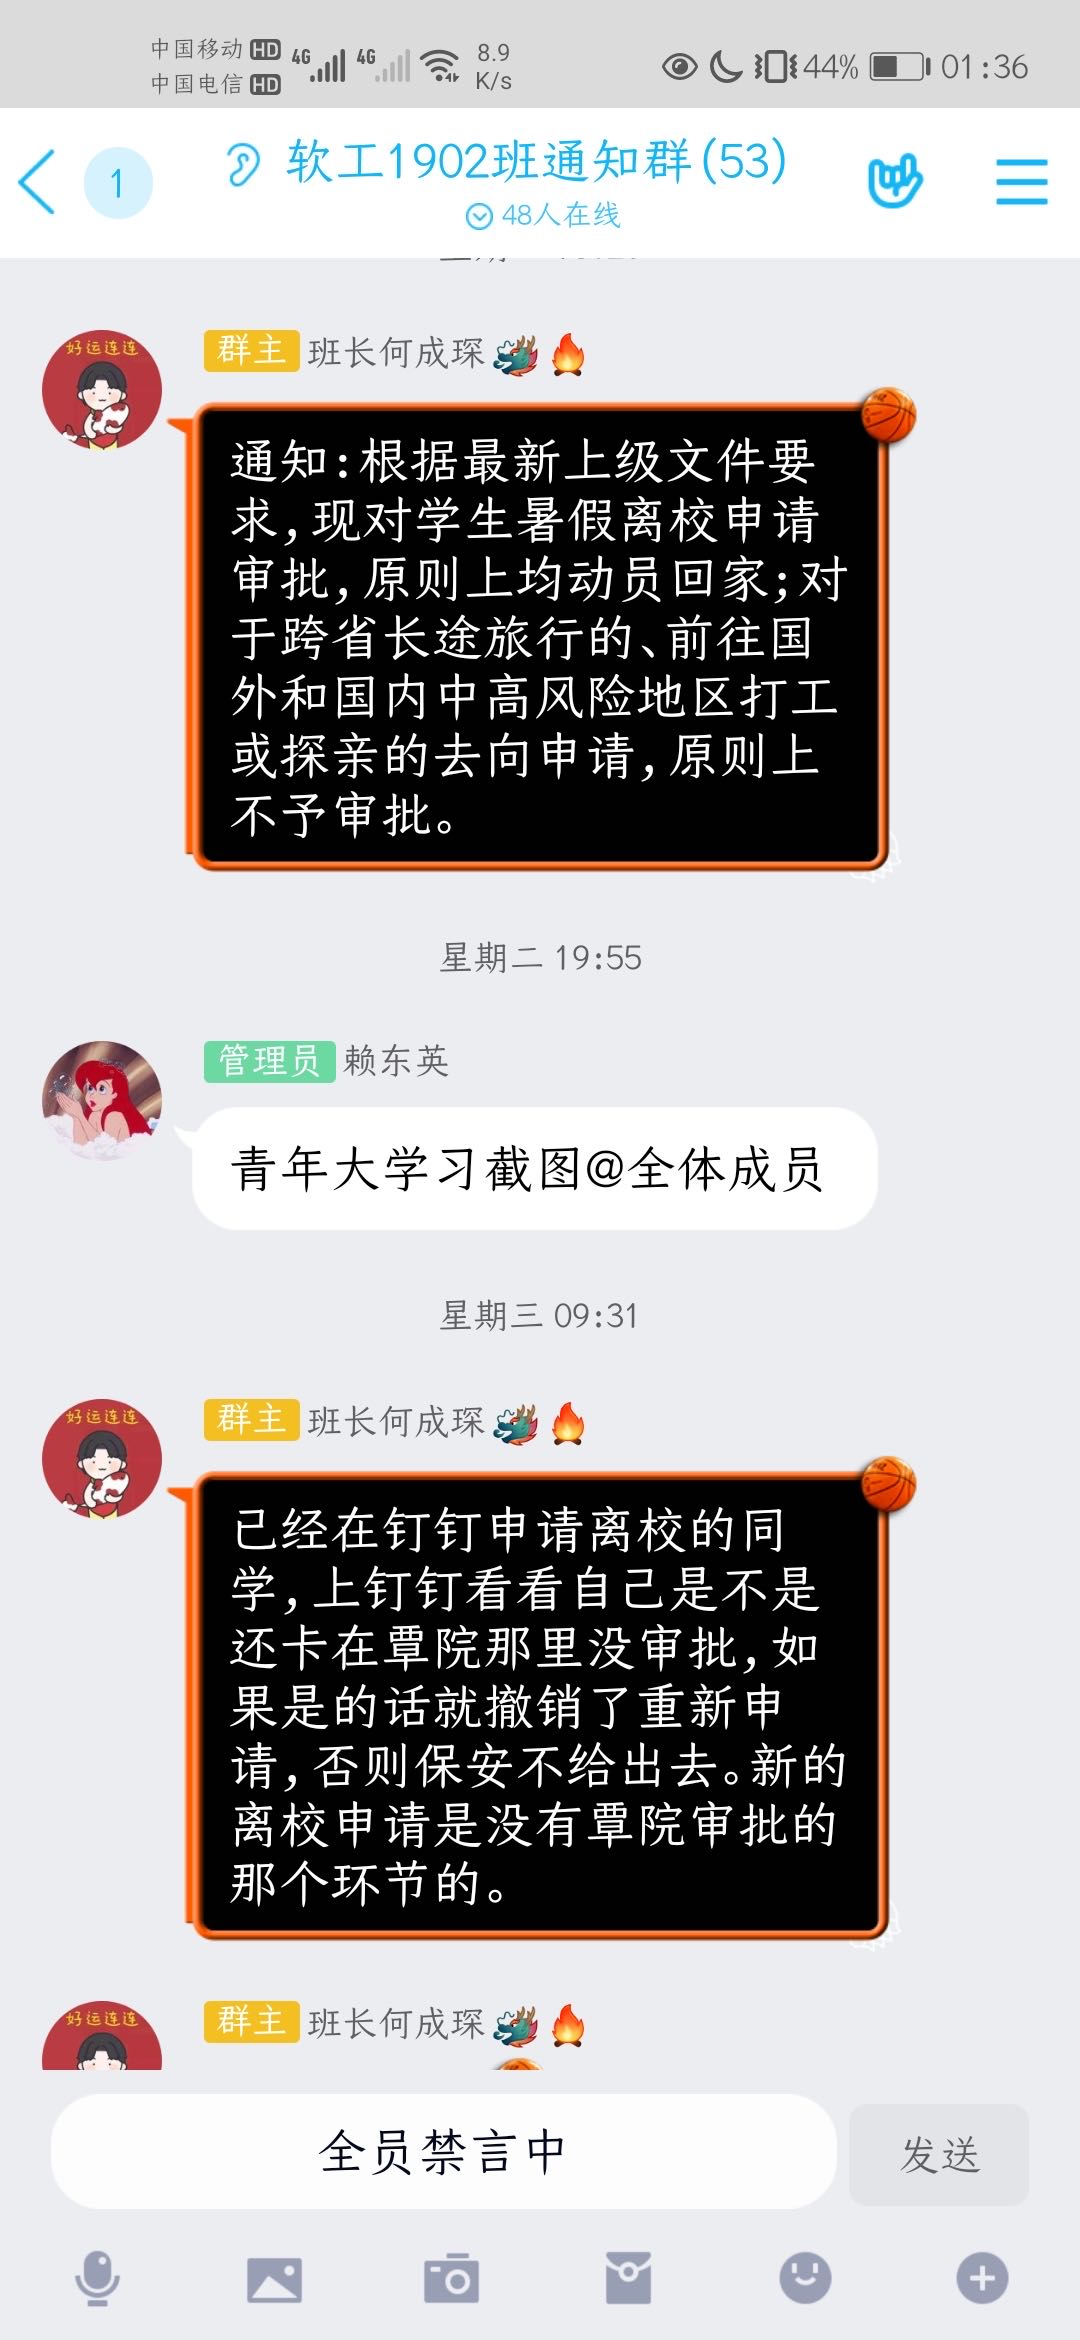 中国移动 HD 4G 4G 8.9 44% 01:36
中国电信 HD K/s
1 软工1902班通知群(53)
48人在线
好运连连
群主 班长何成琛
通知:根据最新上级文件要
求,现对学生暑假离校申请
审批,原则上均动员回家;对
于跨省长途旅行的、前往国
外和国内中高风险地区打工
或探亲的去向申请,原则上
不予审批。
星期二 19:55
管理员 赖东英
青年大学习截图@全体成员
星期三 09:31
好运连连
群主 班长何成琛
已经在钉钉申请离校的同
学,上钉钉看看自己是不是
还卡在覃院那里没审批,如
果是的话就撤销了重新申
请,否则保安不给出去。新的
离校申请是没有覃院审批的
那个环节的。
好运连连
群主 班长何成琛
全员禁言中
发送